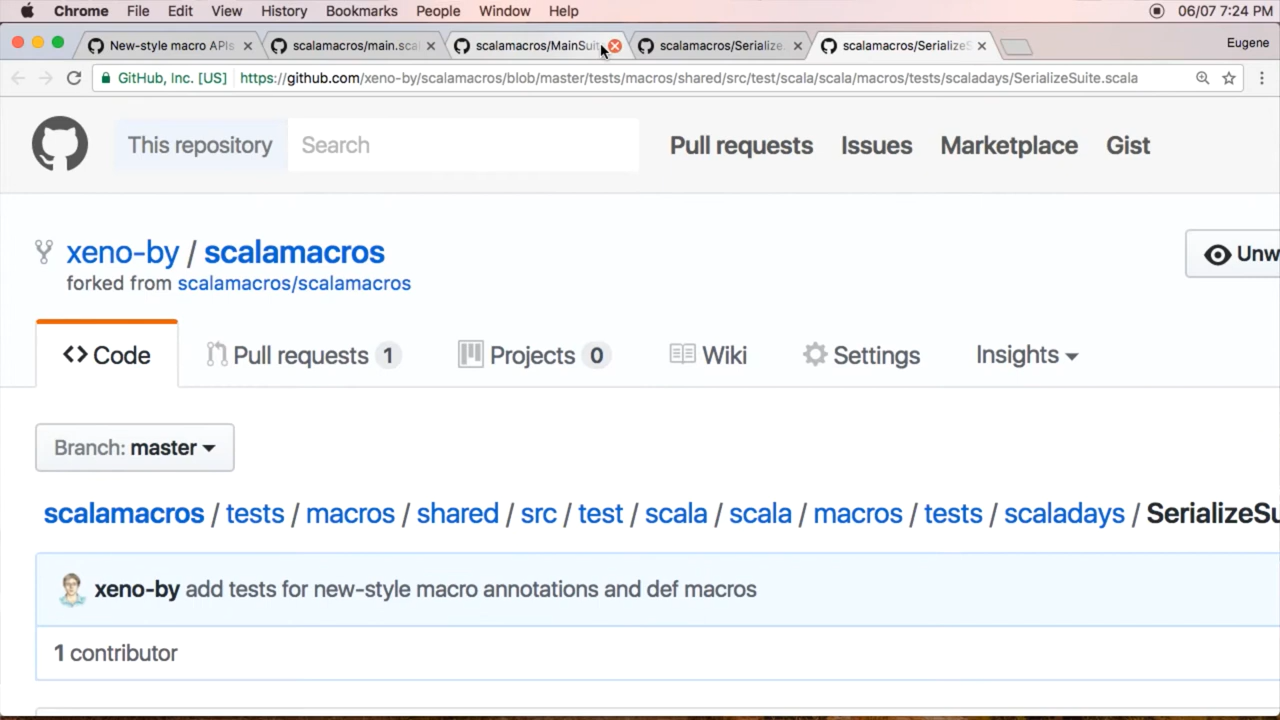 Chrome File Edit View History Bookmarks People Window Help 06/07 7:24 PM
New-style macro APIs scalamacros/main.sca scalamacros/MainSuit scalamacros/Serialize. scalamacros/SerializeS Eugene
GitHub, Inc. [US] https://github.com/xeno-by/scalamacros/blob/master/tests/macros/shared/src/test/scala/scala/macros/tests/scaladays/SerializeSuite.scala
This repository Search Pull requests Issues Marketplace Gist
xeno-by / scalamacros Unw
forked from scalamacros/scalamacros
<> Code Pull requests 1 Projects 0 Wiki Settings Insights
Branch: master
scalamacros / tests / macros / shared / src / test / scala / scala / macros / tests / scaladays / SerializeSu
xeno-by add tests for new-style macro annotations and def macros
1 contributor